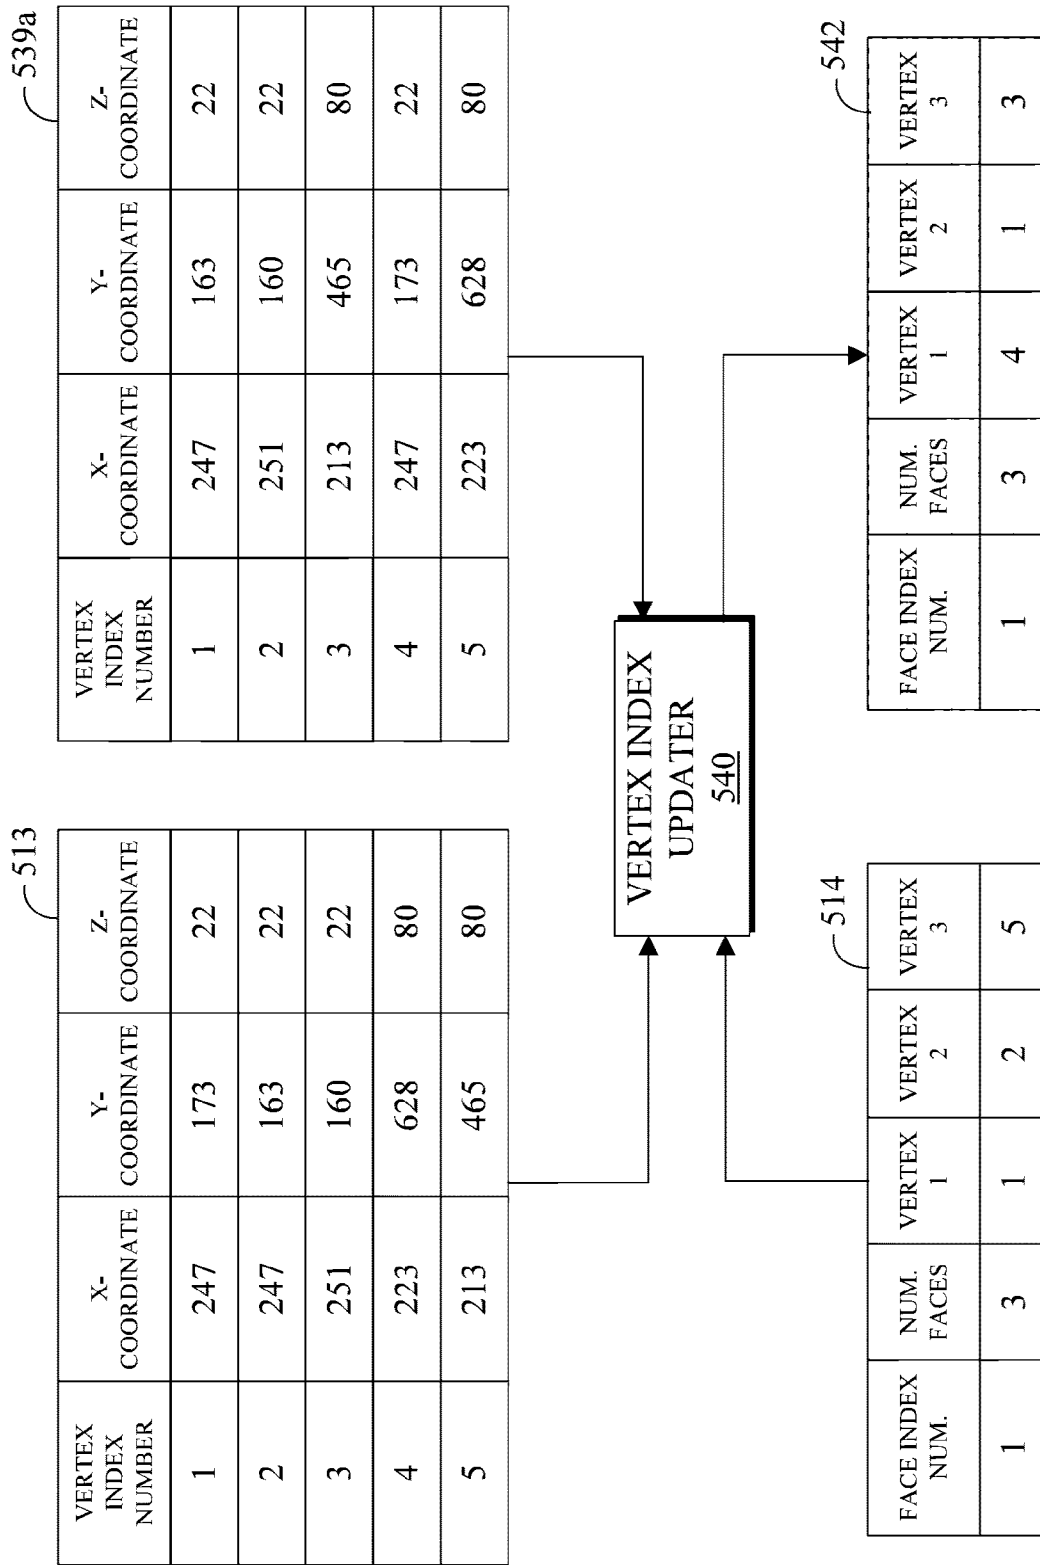 513
VERTEX INDEX NUMBER X-COORDINATE Y-COORDINATE Z-COORDINATE
1 247 173 22
2 247 163 22
3 251 160 22
4 223 628 80
5 213 465 80
539a
VERTEX INDEX NUMBER X-COORDINATE Y-COORDINATE Z-COORDINATE
1 247 163 22
2 251 160 22
3 213 465 80
4 247 173 22
5 223 628 80
VERTEX INDEX
UPDATER
540
514
FACE INDEX NUM. NUM. FACES VERTEX 1 VERTEX 2 VERTEX 3
1 3 1 2 5
542
FACE INDEX NUM. NUM. FACES VERTEX 1 VERTEX 2 VERTEX 3
1 3 4 1 3